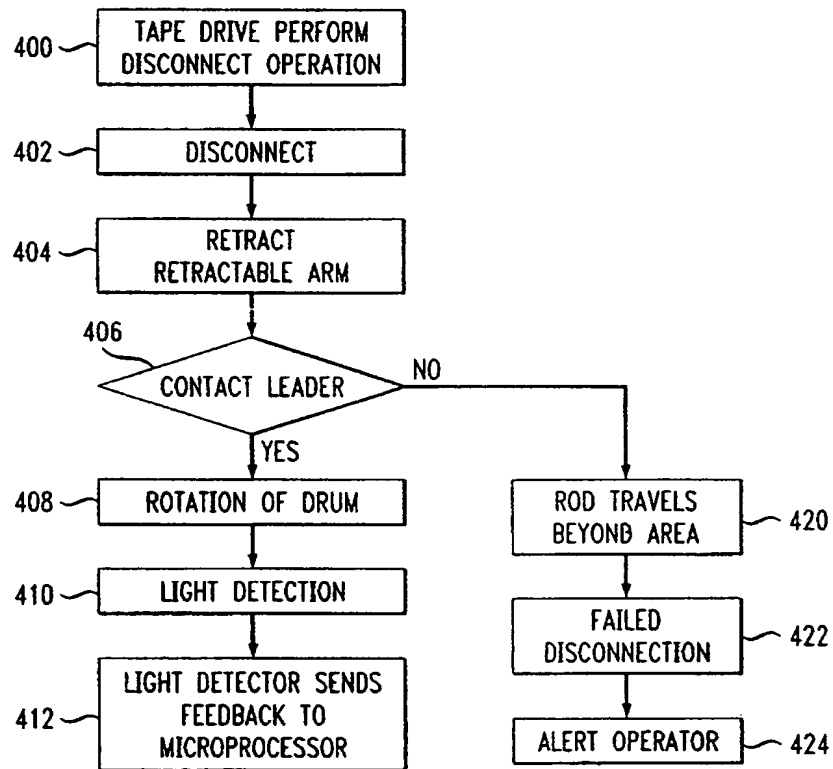 400
TAPE DRIVE PERFORM
DISCONNECT OPERATION
402
DISCONNECT
404
RETRACT
RETRACTABLE ARM
406
CONTACT LEADER
NO
YES
408
ROTATION OF DRUM
410
LIGHT DETECTION
412
LIGHT DETECTOR SENDS
FEEDBACK TO
MICROPROCESSOR
ROD TRAVELS
BEYOND AREA
420
FAILED
DISCONNECTION
422
ALERT OPERATOR
424